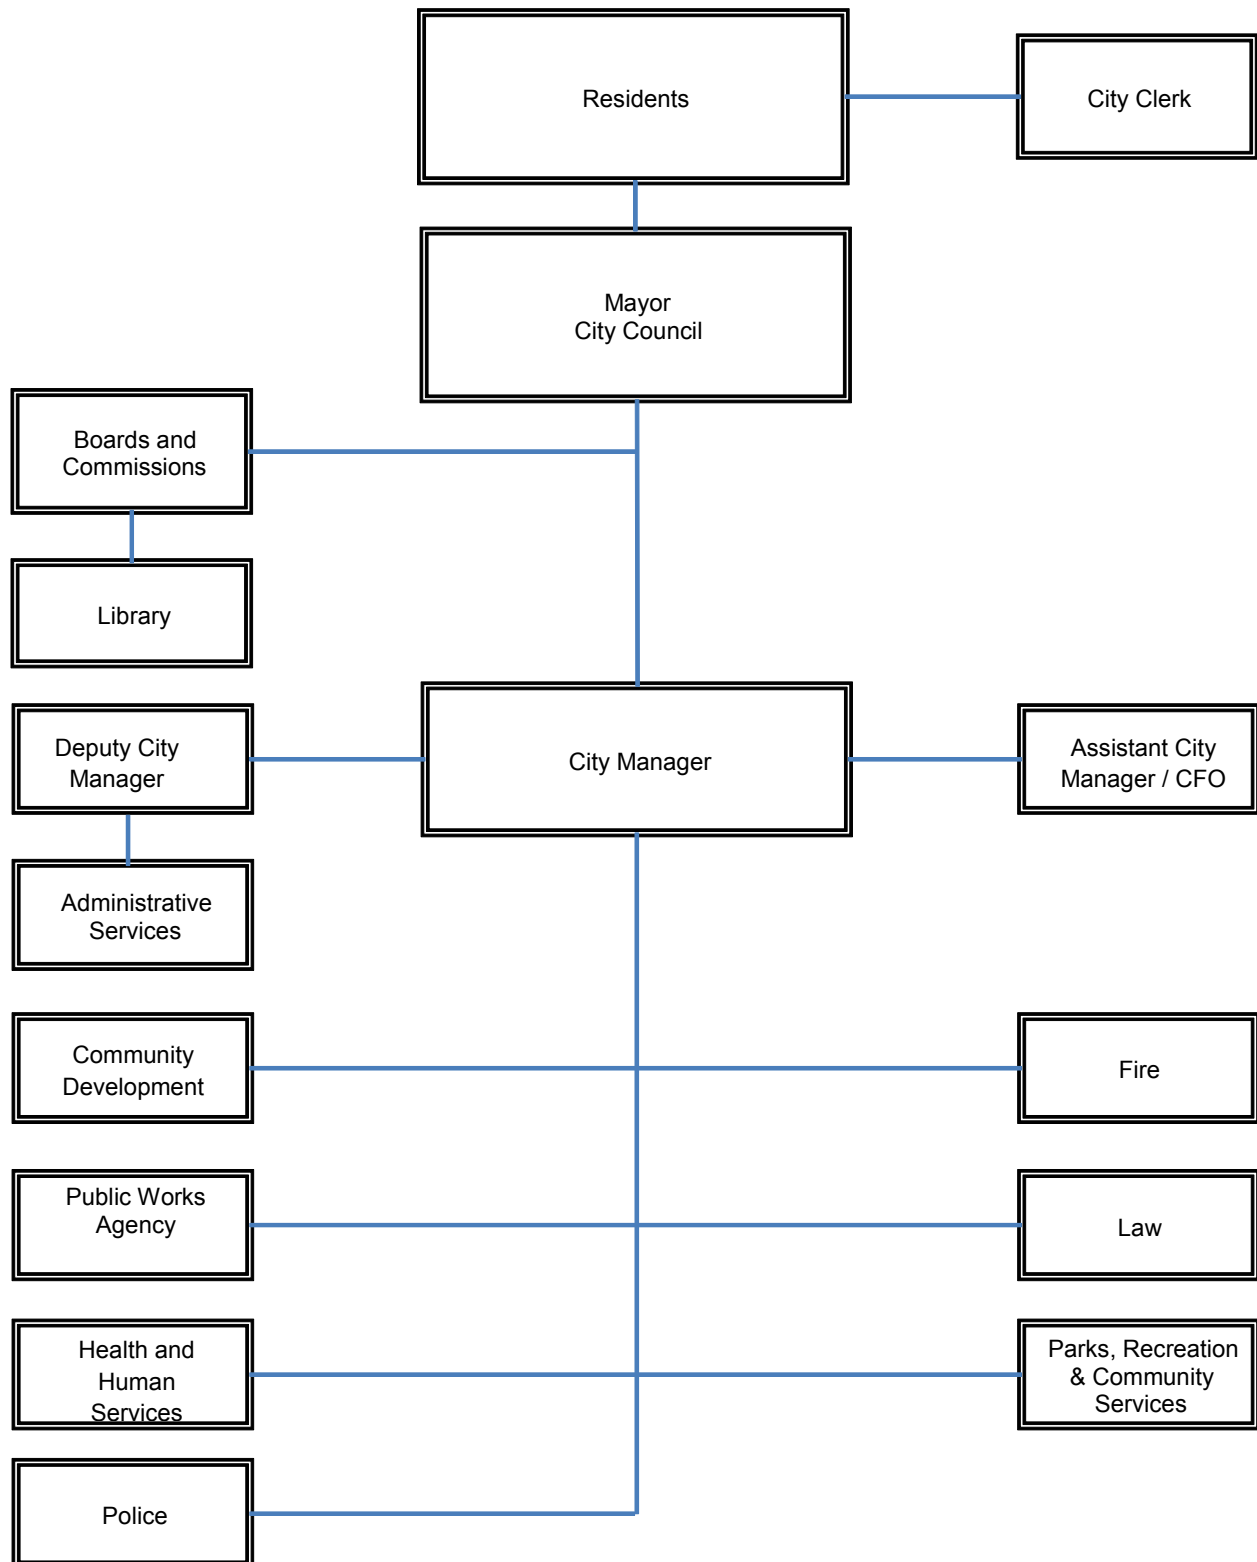 Residents
City Clerk
Mayor
City Council
Boards and
Commissions
Library
Deputy City
Manager
City Manager
Assistant City
Manager / CFO
Administrative
Services
Community
Development
Fire
Public Works
Agency
Law
Health and
Human
Services
Parks, Recreation
& Community
Services
Police